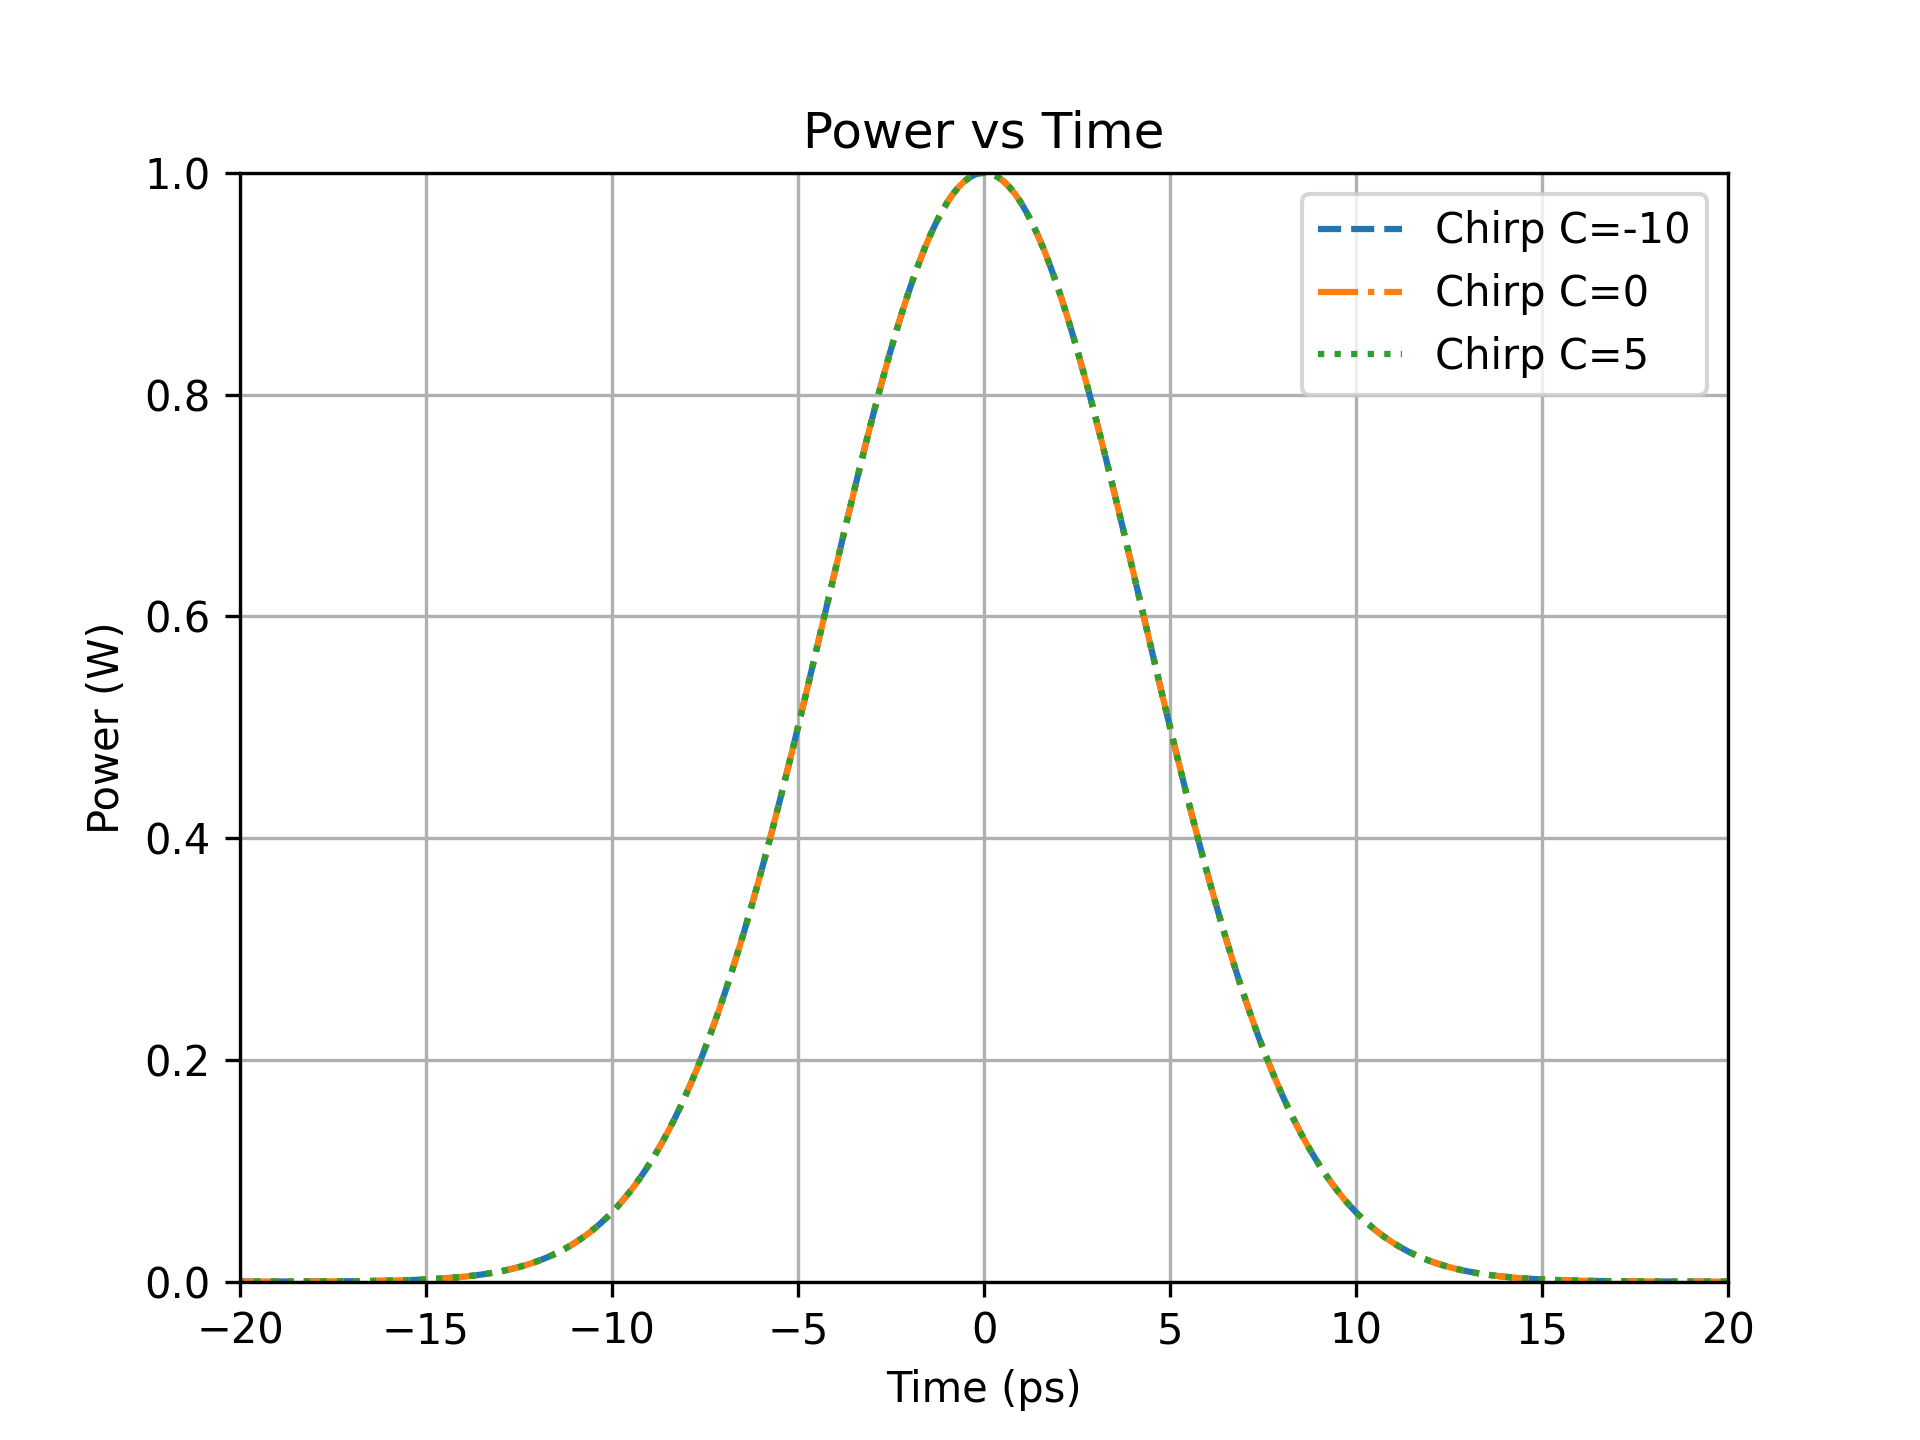 Power vs Time
Chirp C=-10
Chirp C=0
Chirp C=5
Power (W)
1.0
0.8
0.6
0.4
0.2
0.0
−20 −15 −10 −5 0 5 10 15 20
Time (ps)